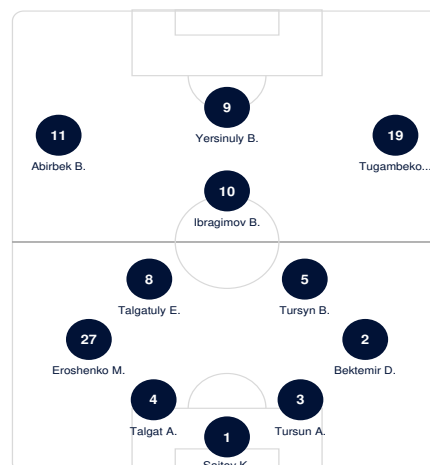 9
Yersinuly B.
11
Abirbek B.
19
Tugambeko...
10
Ibragimov B.
8
Talgatuly E.
5
Tursyn B.
27
Eroshenko M.
2
Bektemir D.
4
Talgat A.
3
Tursun A.
1